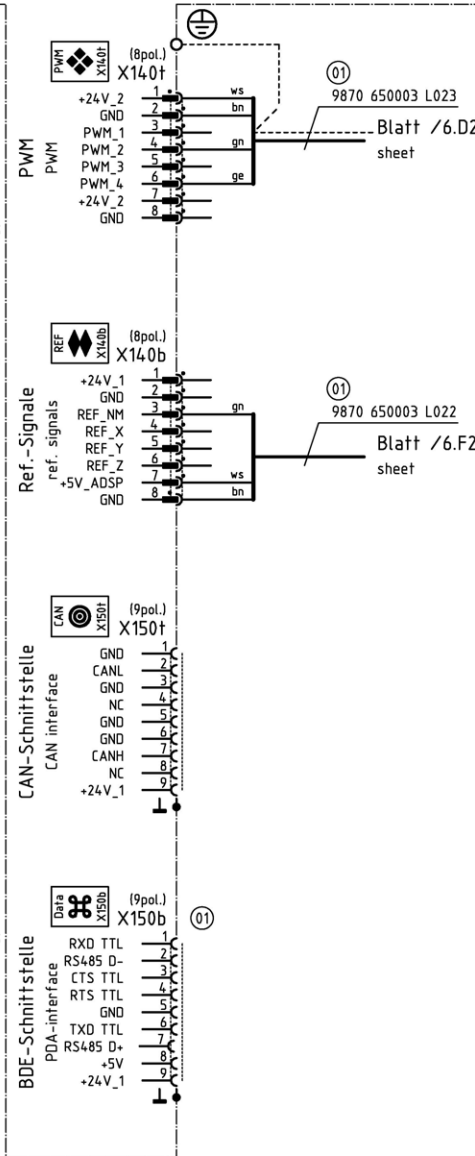 PWM
X140t
(8pol.)
X140t
PWM
PWM
1
+24V_2
ws
2
GND
bn
3
PWM_1
4
PWM_2
gn
5
PWM_3
6
PWM_4
ge
7
+24V_2
8
GND
01
9870 650003 L023
Blatt /6.D2
sheet
REF
X140b
(8pol.)
X140b
Ref.-Signale
ref. signals
1
+24V_1
2
GND
3
REF_NM
gn
4
REF_X
5
REF_Y
6
REF_Z
7
+5V_ADSP
ws
8
GND
bn
01
9870 650003 L022
Blatt /6.F2
sheet
CAN
X150t
(9pol.)
X150t
CAN-Schnittstelle
CAN interface
1
GND
2
CANL
3
GND
4
NC
5
GND
6
GND
7
CANH
8
NC
9
+24V_1
Data
X150b
(9pol.)
X150b
01
BDE-Schnittstelle
PDA-interface
1
RXD TTL
2
RS485 D-
3
CTS TTL
4
RTS TTL
5
GND
6
TXD TTL
7
RS485 D+
8
+5V
9
+24V_1